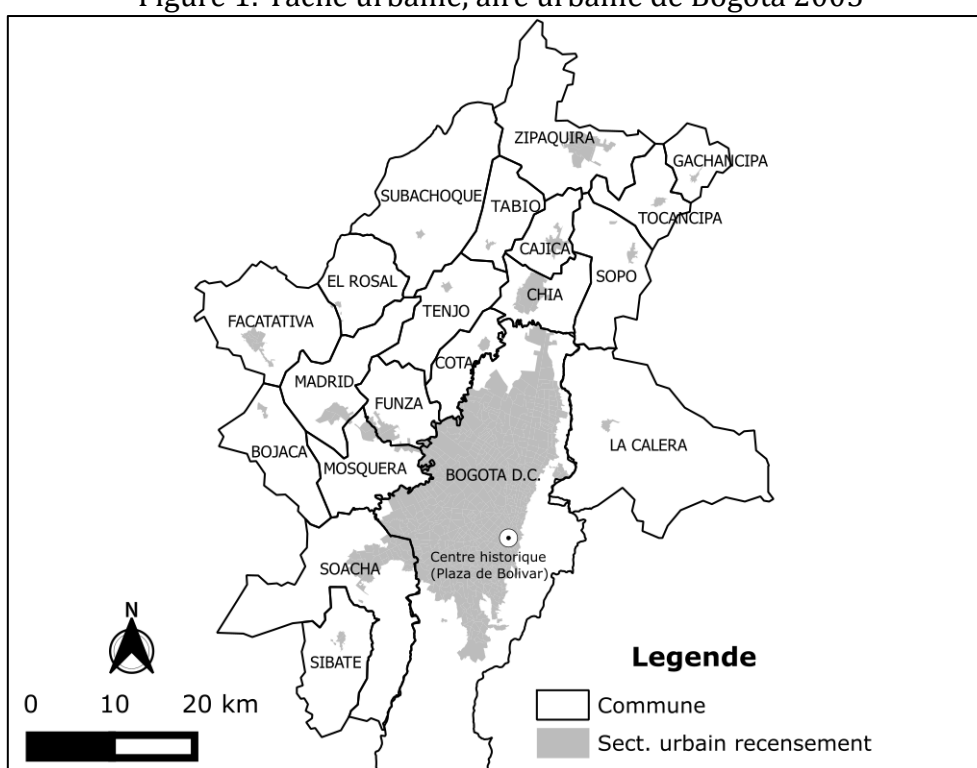 Figure 1. Tache urbaine, aire urbaine de Bogota 2005
ZIPAQUIRA
GACHANCIPA
SUBACHOQUE
TABIO
TOCANCIPA
CAJICA
SOPO
EL ROSAL
CHIA
TENJO
FACATATIVA
COTA
MADRID
FUNZA
LA CALERA
BOJACA
MOSQUERA
BOGOTA D.C.
Centre historique
(Plaza de Bolivar)
SOACHA
N
SIBATE
Legende
0 10 20 km
Commune
Sect. urbain recensement